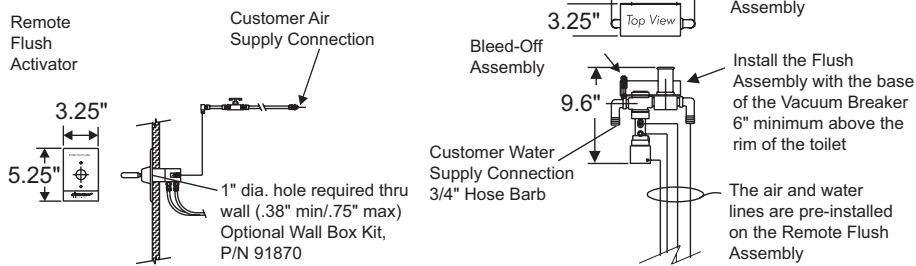 Remote
Flush
Activator
Customer Air
Supply Connection
3.25"
5.25"
1" dia. hole required thru
wall (.38" min/.75" max)
Optional Wall Box Kit,
P/N 91870
Assembly
3.25"
Top View
Bleed-Off
Assembly
9.6"
Install the Flush
Assembly with the base
of the Vacuum Breaker
6" minimum above the
rim of the toilet
Customer Water
Supply Connection
3/4" Hose Barb
The air and water
lines are pre-installed
on the Remote Flush
Assembly